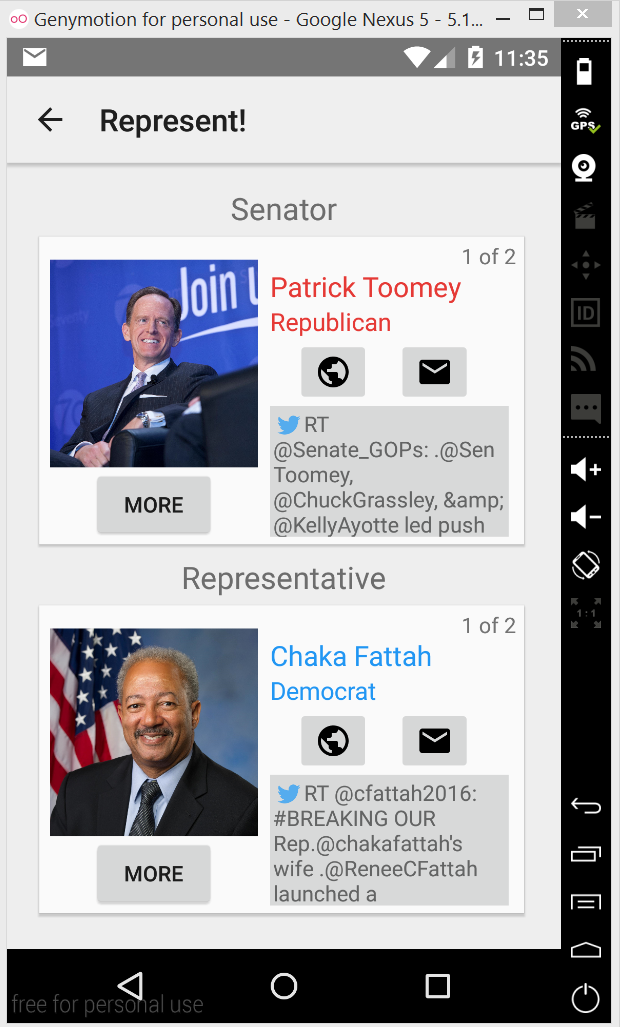 Genymotion for personal use - Google Nexus 5 - 5.1...
11:35
GPS
Represent!
ID
Senator
1 of 2
Join U
Patrick Toomey
Republican
RT
@Senate_GOPs: .@Sen
Toomey,
@ChuckGrassley, &amp;
@KellyAyotte led push
MORE
Representative
1:1
1 of 2
Chaka Fattah
Democrat
RT @cfattah2016:
#BREAKING OUR
Rep.@chakafattah's
wife .@ReneeCFattah
launched a
MORE
free for personal use